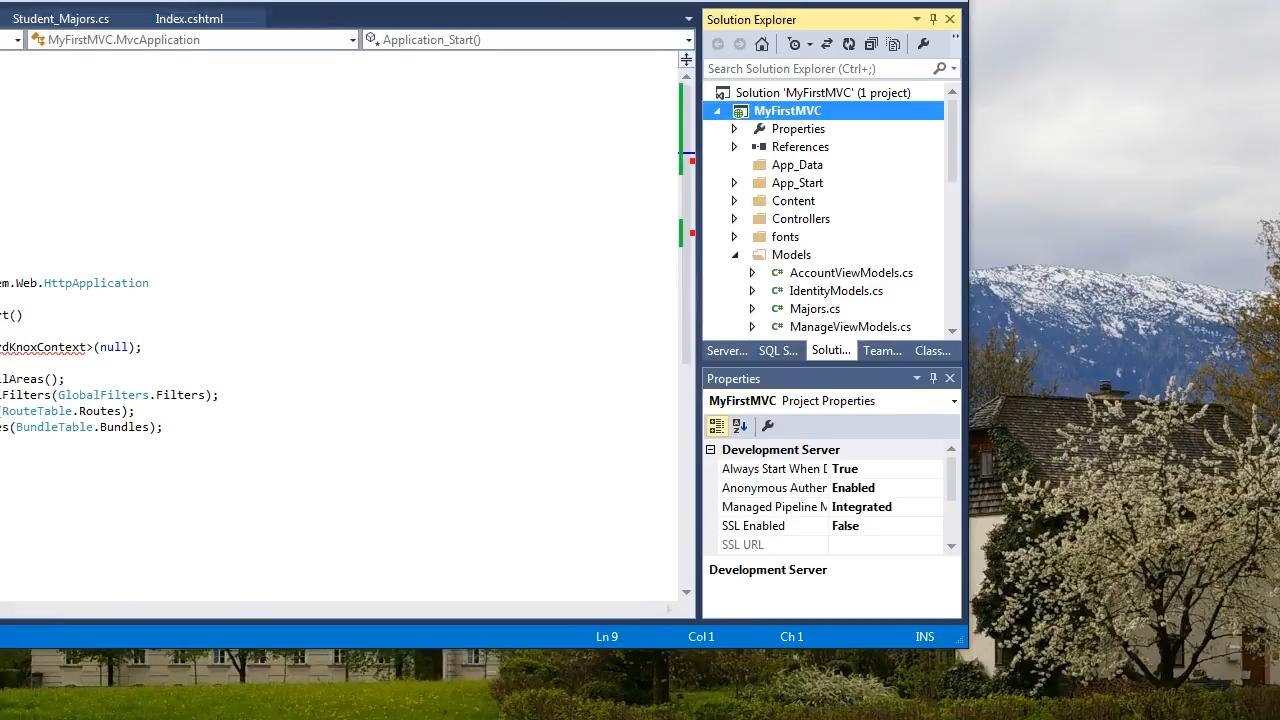 Student_Majors.cs Index.cshtml
MyFirstMVC.MvcApplication Application_Start()
em.Web.HttpApplication
rt()
rdKnoxContext>(null);
llAreas();
lFilters(GlobalFilters.Filters);
(RouteTable.Routes);
es(BundleTable.Bundles);
Solution Explorer
Search Solution Explorer (Ctrl+;)
Solution 'MyFirstMVC' (1 project)
MyFirstMVC
Properties
References
App_Data
App_Start
Content
Controllers
fonts
Models
AccountViewModels.cs
IdentityModels.cs
Majors.cs
ManageViewModels.cs
Server... SQL S... Soluti... Team... Class...
Properties
MyFirstMVC Project Properties
Development Server
Always Start When D True
Anonymous Authen Enabled
Managed Pipeline M Integrated
SSL Enabled False
SSL URL
Development Server
Ln 9 Col 1 Ch 1 INS